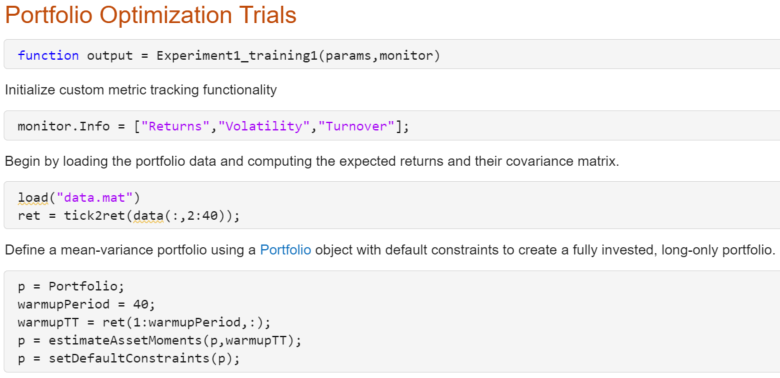 Portfolio Optimization Trials
function output = Experiment1_training1(params,monitor)
Initialize custom metric tracking functionality
monitor.Info = ["Returns","Volatility","Turnover"];
Begin by loading the portfolio data and computing the expected returns and their covariance matrix.
load("data.mat")
ret = tick2ret(data(:,2:40));
Define a mean-variance portfolio using a Portfolio object with default constraints to create a fully invested, long-only portfolio.
p = Portfolio;
warmupPeriod = 40;
warmupTT = ret(1:warmupPeriod,:);
p = estimateAssetMoments(p,warmupTT);
p = setDefaultConstraints(p);